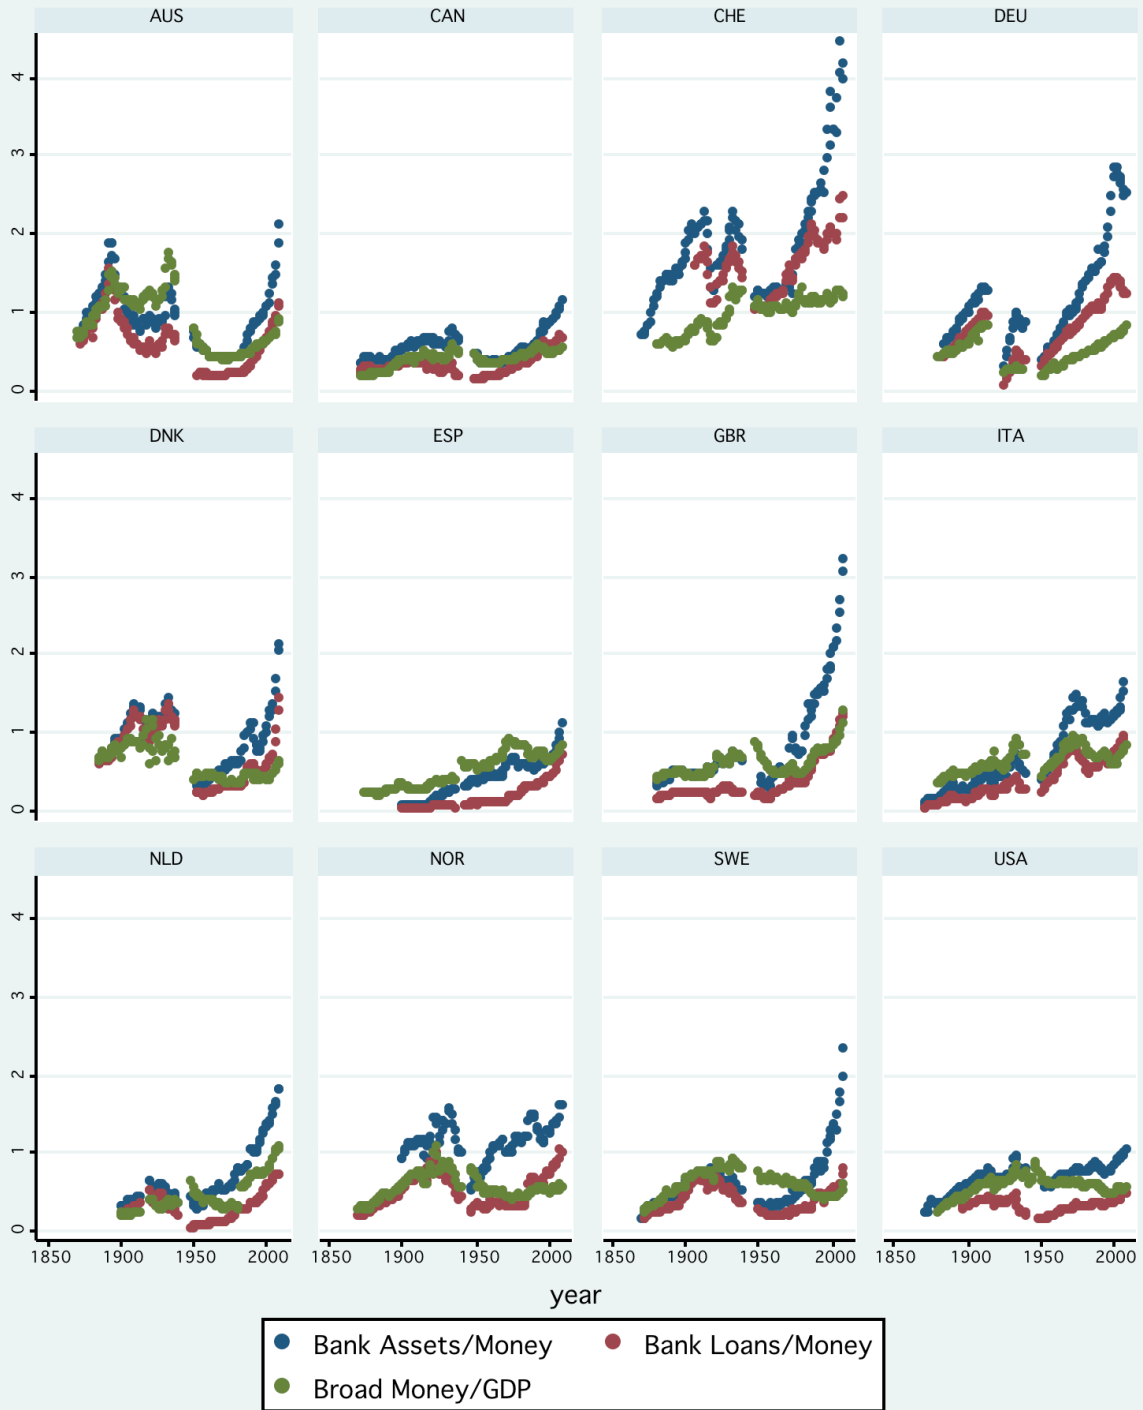 AUS CAN CHE DEU
4
3
2
1
0
DNK ESP GBR ITA
4
3
2
1
0
NLD NOR SWE USA
4
3
2
1
0
1850 1900 1950 2000 1850 1900 1950 2000 1850 1900 1950 2000 1850 1900 1950 2000
year
Bank Assets/Money Bank Loans/Money
Broad Money/GDP